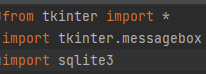 from tkinter import *
import tkinter.messagebox
import sqlite3